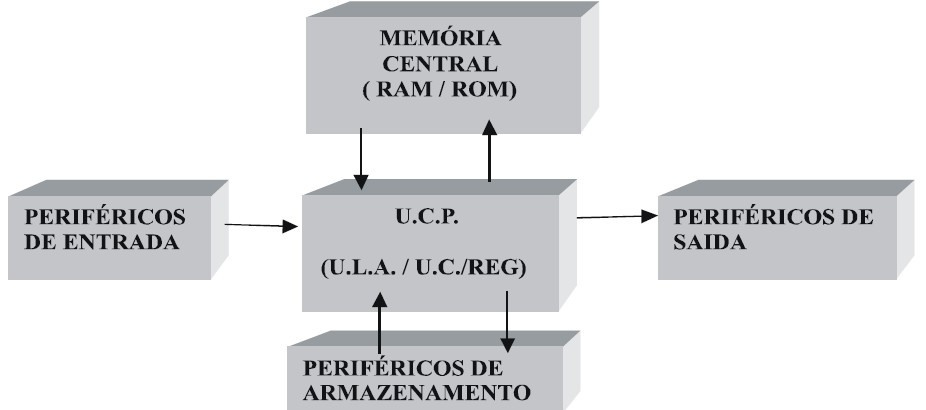 MEMÓRIA
CENTRAL
( RAM / ROM)
PERIFÉRICOS
DE ENTRADA
U.C.P.
(U.L.A. / U.C./REG)
PERIFÉRICOS DE
SAIDA
PERIFÉRICOS DE
ARMAZENAMENTO